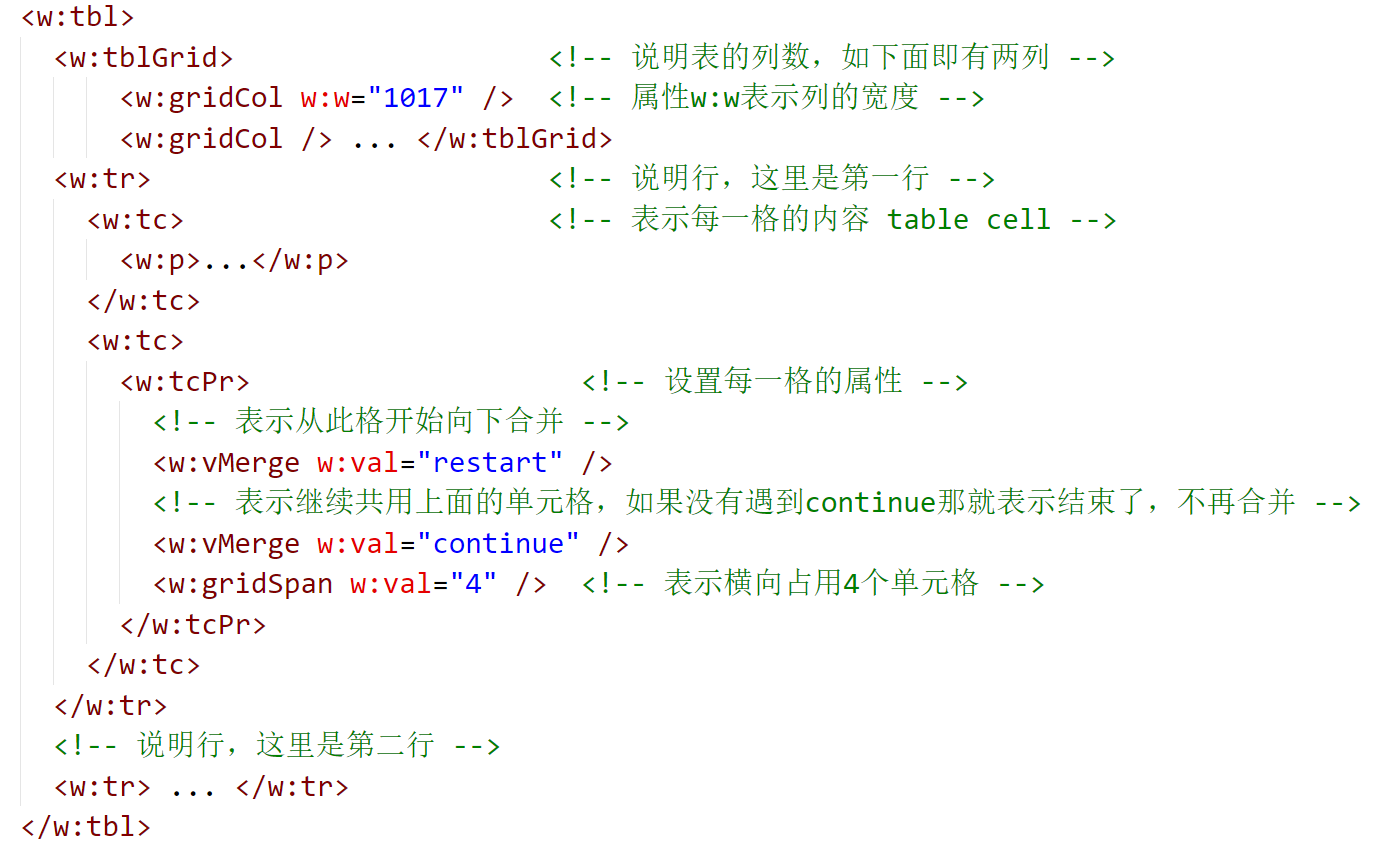 <w:tbl>
<w:tblGrid> <!-- 说明表的列数，如下面即有两列 -->
<w:gridCol w:w="1017" /> <!-- 属性w:w表示列的宽度 -->
<w:gridCol /> ... </w:tblGrid>
<w:tr> <!-- 说明行，这里是第一行 -->
<w:tc> <!-- 表示每一格的内容 table cell -->
<w:p>...</w:p>
</w:tc>
<w:tc>
<w:tcPr> <!-- 设置每一格的属性 -->
<!-- 表示从此格开始向下合并 -->
<w:vMerge w:val="restart" />
<!-- 表示继续共用上面的单元格，如果没有遇到continue那就表示结束了，不再合并 -->
<w:vMerge w:val="continue" />
<w:gridSpan w:val="4" /> <!-- 表示横向占用4个单元格 -->
</w:tcPr>
</w:tc>
</w:tr>
<!-- 说明行，这里是第二行 -->
<w:tr> ... </w:tr>
</w:tbl>